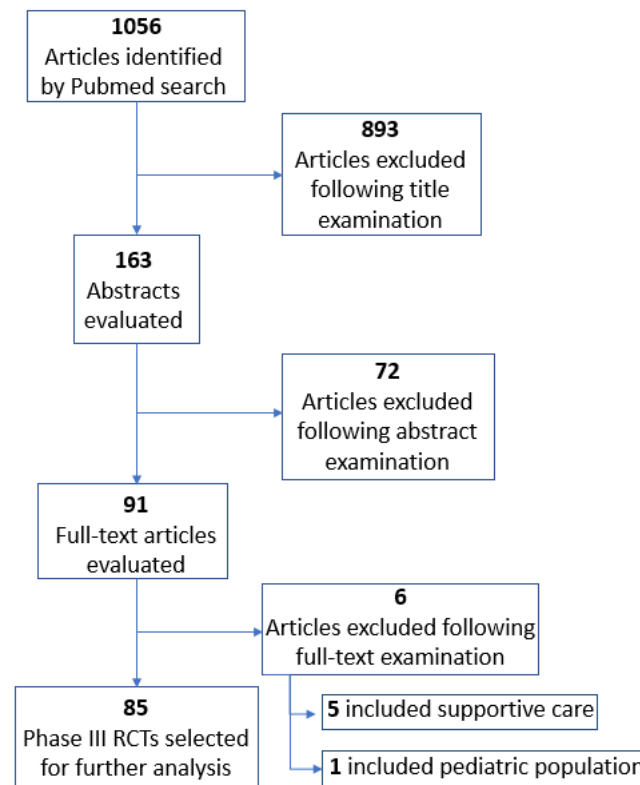 1056
Articles identified
by Pubmed search
893
Articles excluded
following title
examination
163
Abstracts
evaluated
72
Articles excluded
following abstract
examination
91
Full-text articles
evaluated
6
Articles excluded following
full-text examination
85
Phase III RCTs selected
for further analysis
5 included supportive care
1 included pediatric population